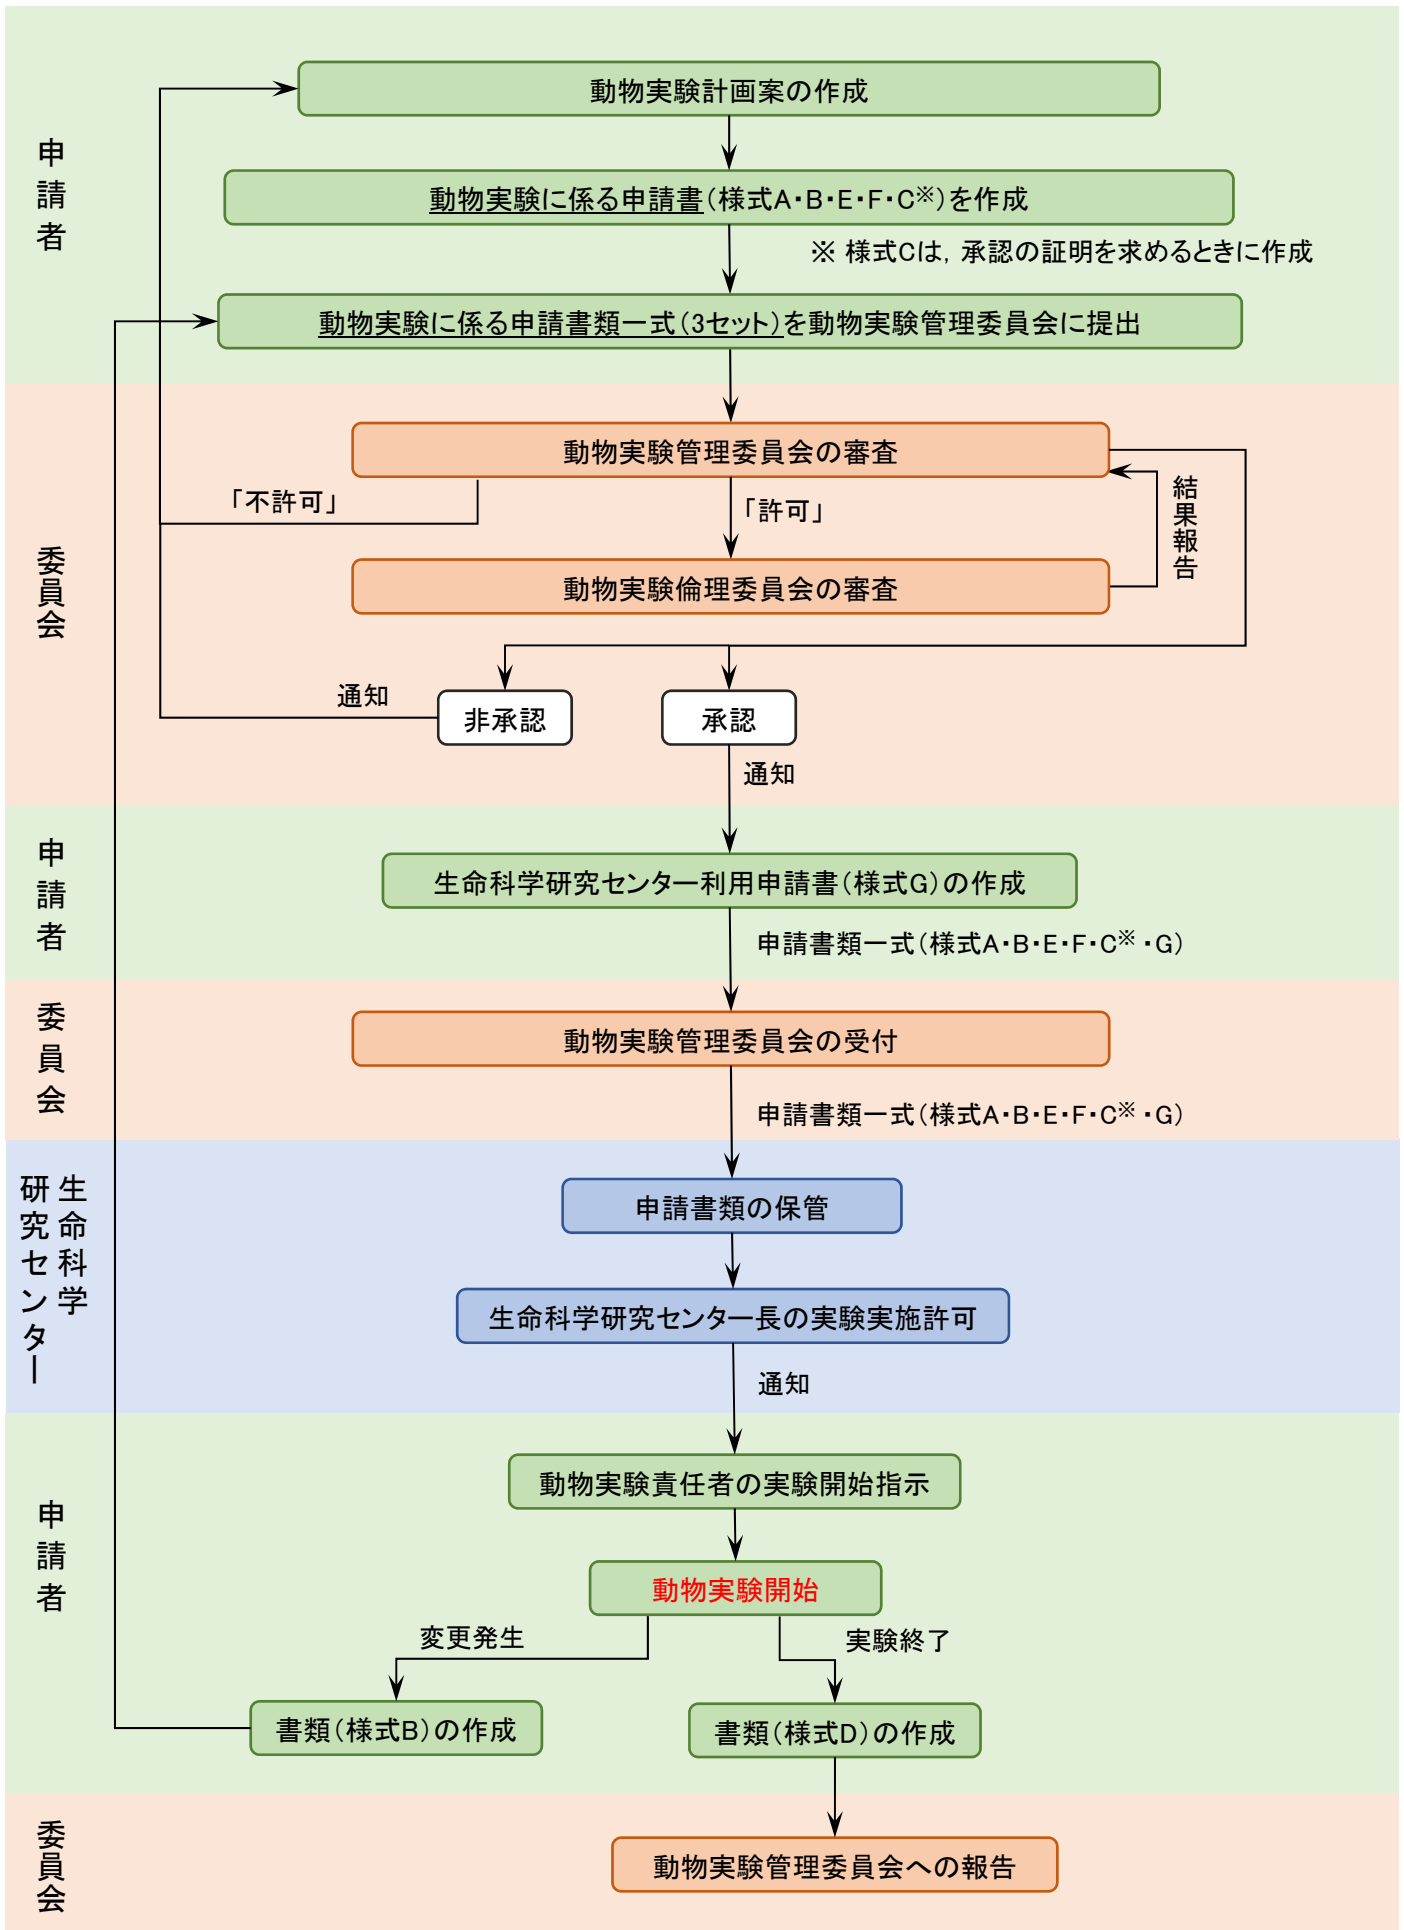 申請者
動物実験計画案の作成
動物実験に係る申請書（様式A・B・E・F・C※）を作成
※ 様式Cは，承認の証明を求めるときに作成
動物実験に係る申請書類一式（3セット）を動物実験管理委員会に提出
委員会
動物実験管理委員会の審査
「不許可」
「許可」
結果報告
動物実験倫理委員会の審査
通知
非承認
承認
通知
申請者
生命科学研究センター利用申請書（様式G）の作成
申請書類一式（様式A・B・E・F・C※・G）
委員会
動物実験管理委員会の受付
申請書類一式（様式A・B・E・F・C※・G）
生命科学
研究センター
申請書類の保管
生命科学研究センター長の実験実施許可
通知
申請者
動物実験責任者の実験開始指示
動物実験開始
変更発生
実験終了
書類（様式B）の作成
書類（様式D）の作成
委員会
動物実験管理委員会への報告